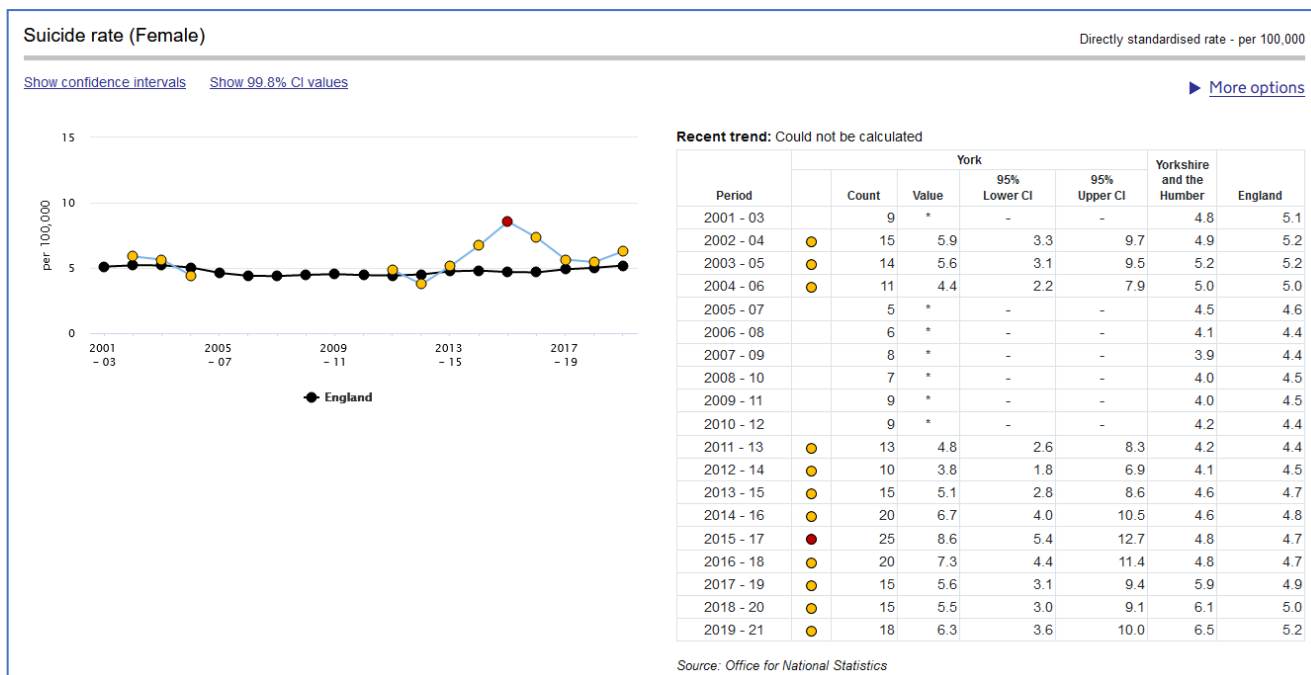 Suicide rate (Female)
Directly standardised rate - per 100,000
Show confidence intervals Show 99.8% CI values
More options
15
10
5
0
per 100,000
2001 – 03
2005 – 07
2009 – 11
2013 – 15
2017 – 19
England
Recent trend: Could not be calculated
Period York Yorkshire and the Humber England
Count Value 95% Lower CI 95% Upper CI
2001 - 03 9 * - - 4.8 5.1
2002 - 04 15 5.9 3.3 9.7 4.9 5.2
2003 - 05 14 5.6 3.1 9.5 5.2 5.2
2004 - 06 11 4.4 2.2 7.9 5.0 5.0
2005 - 07 5 * - - 4.5 4.6
2006 - 08 6 * - - 4.1 4.4
2007 - 09 8 * - - 3.9 4.4
2008 - 10 7 * - - 4.0 4.5
2009 - 11 9 * - - 4.0 4.5
2010 - 12 9 * - - 4.2 4.4
2011 - 13 13 4.8 2.6 8.3 4.2 4.4
2012 - 14 10 3.8 1.8 6.9 4.1 4.5
2013 - 15 15 5.1 2.8 8.6 4.6 4.7
2014 - 16 20 6.7 4.0 10.5 4.6 4.8
2015 - 17 25 8.6 5.4 12.7 4.8 4.7
2016 - 18 20 7.3 4.4 11.4 4.8 4.7
2017 - 19 15 5.6 3.1 9.4 5.9 4.9
2018 - 20 15 5.5 3.0 9.1 6.1 5.0
2019 - 21 18 6.3 3.6 10.0 6.5 5.2
Source: Office for National Statistics